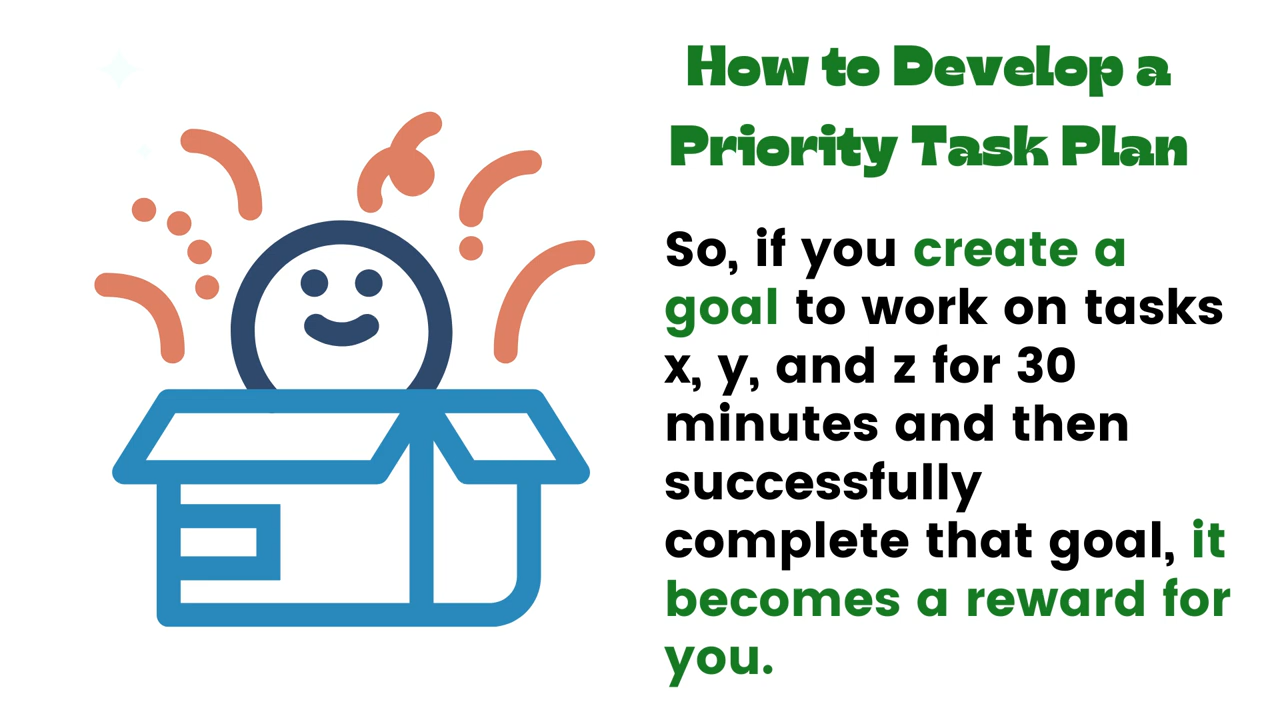 How to Develop a
Priority Task Plan
So, if you create a
goal to work on tasks
x, y, and z for 30
minutes and then
successfully
complete that goal, it
becomes a reward for
you.